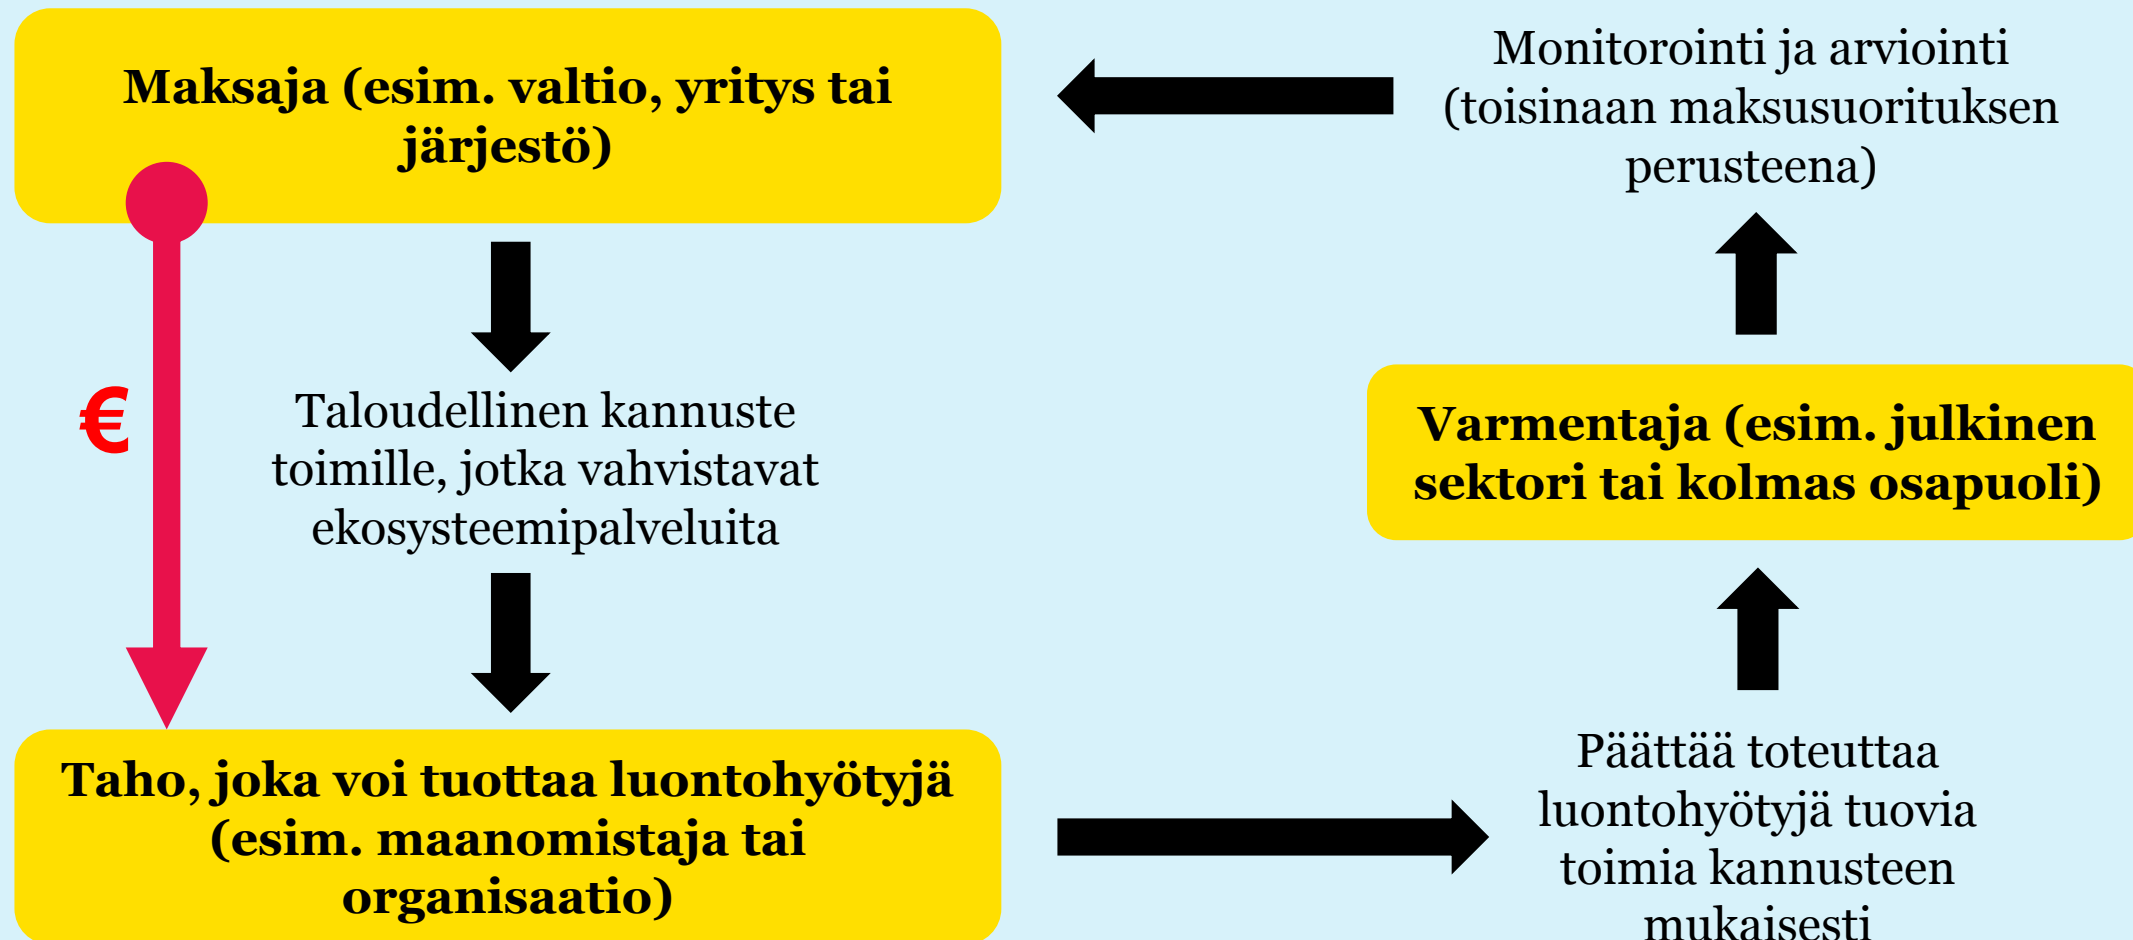 Maksaja (esim. valtio, yritys tai
järjestö)
Monitorointi ja arviointi
(toisinaan maksusuorituksen
perusteena)
€
Taloudellinen kannuste
toimille, jotka vahvistavat
ekosysteemipalveluita
Varmentaja (esim. julkinen
sektori tai kolmas osapuoli)
Taho, joka voi tuottaa luontohyötyjä
(esim. maanomistaja tai
organisaatio)
Päättää toteuttaa
luontohyötyjä tuovia
toimia kannusteen
mukaisesti